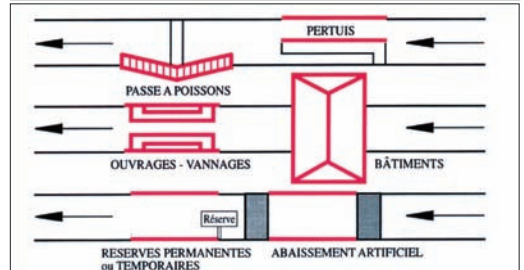 PERTUIS
PASSE A POISSONS
OUVRAGES - VANNAGES
BÂTIMENTS
Réserve
RESERVES PERMANENTES
ou TEMPORAIRES
ABAISSEMENT ARTIFICIEL